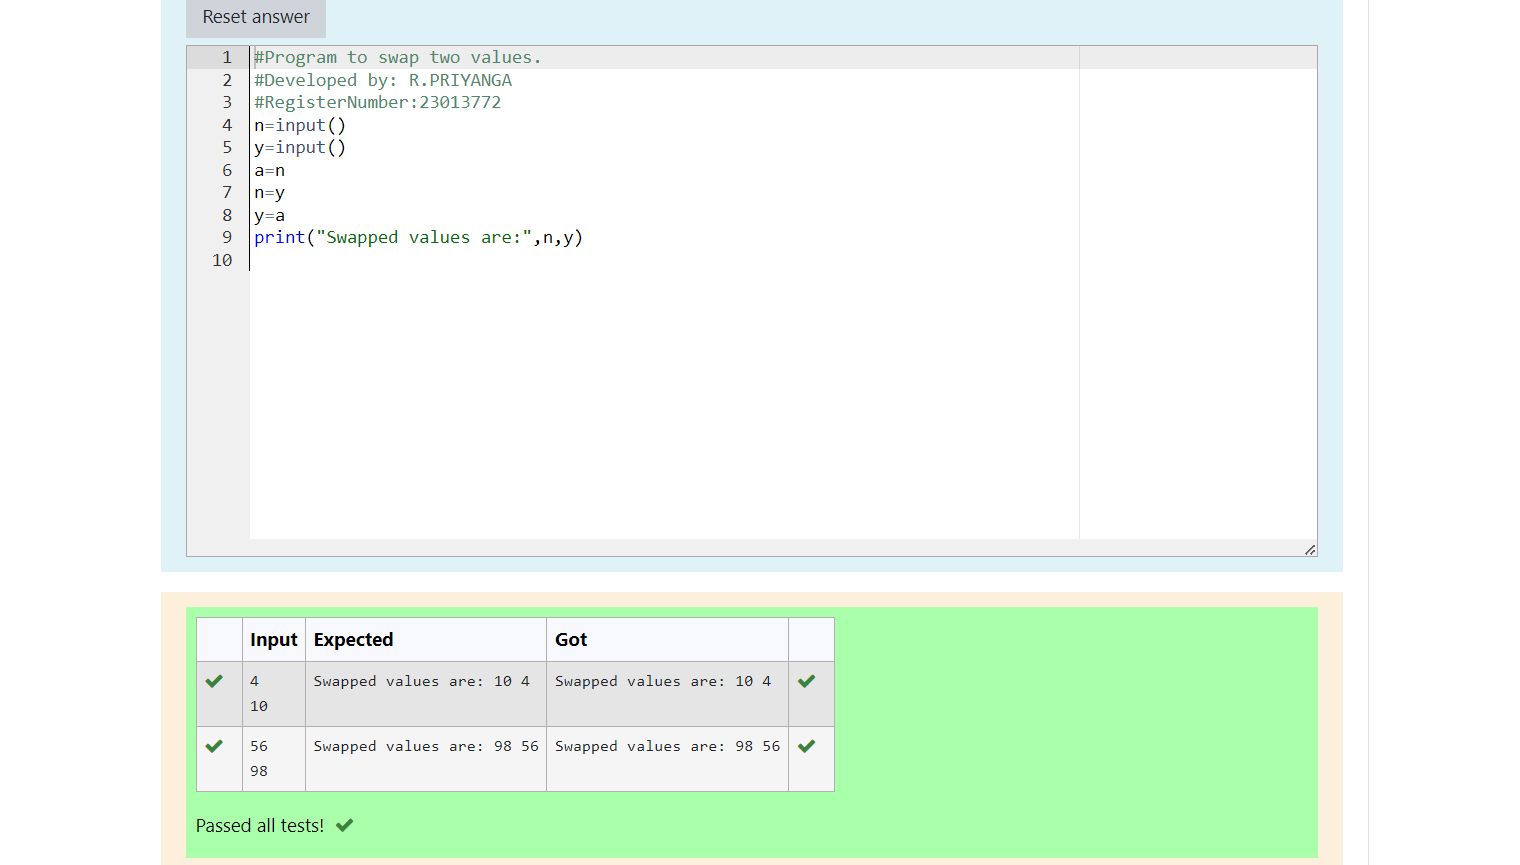 Reset answer
1 #Program to swap two values.
2 #Developed by: R.PRIYANGA
3 #RegisterNumber:23013772
4 n=input()
5 y=input()
6 a=n
7 n=y
8 y=a
9 print("Swapped values are:",n,y)
10
Input Expected Got
4 Swapped values are: 10 4 Swapped values are: 10 4
10
56 Swapped values are: 98 56 Swapped values are: 98 56
98
Passed all tests!